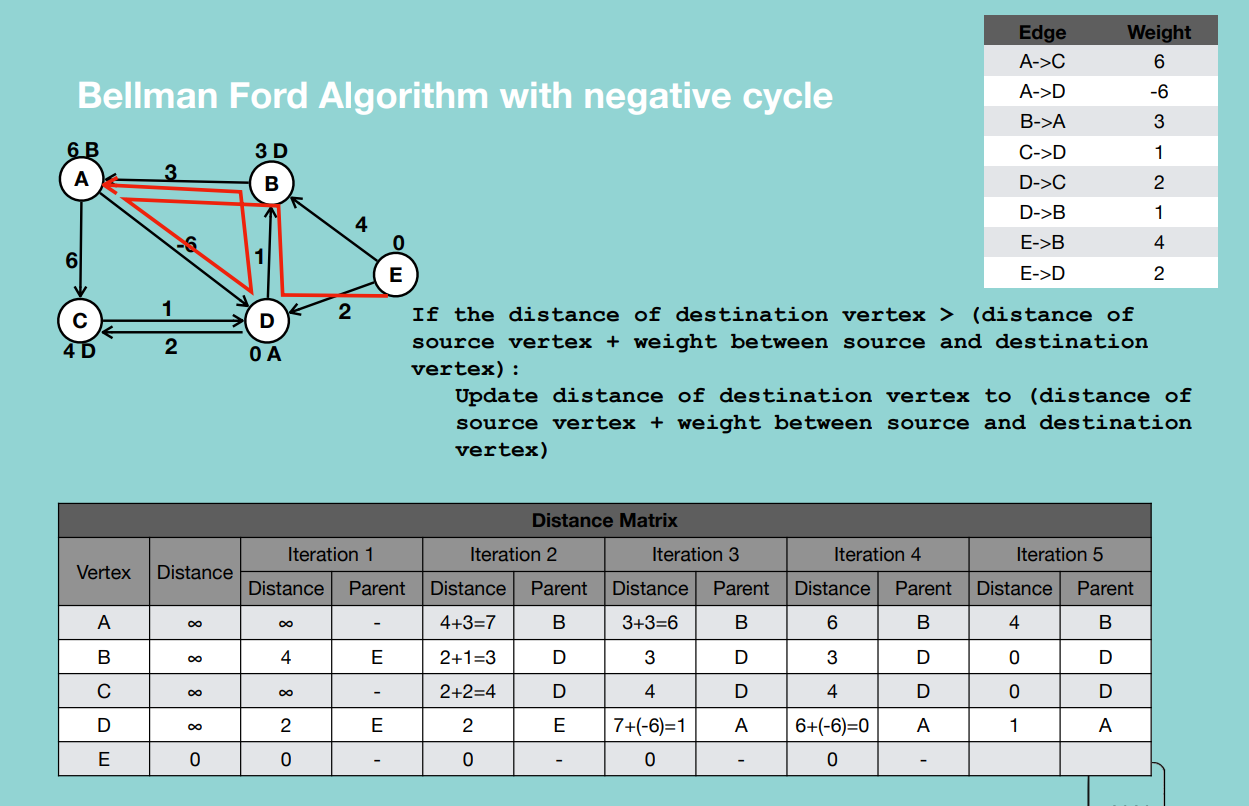 Edge Weight
A->C 6
A->D -6
B->A 3
C->D 1
D->C 2
D->B 1
E->B 4
E->D 2
Bellman Ford Algorithm with negative cycle
6 B 3 D
A 3 B
4
-6
0
6 1 E
1
C D 2
4 D 2 0 A
If the distance of destination vertex > (distance of
source vertex + weight between source and destination
vertex):
Update distance of destination vertex to (distance of
source vertex + weight between source and destination
vertex)
Distance Matrix
Vertex Distance Iteration 1 Iteration 2 Iteration 3 Iteration 4 Iteration 5
Distance Parent Distance Parent Distance Parent Distance Parent Distance Parent
A ∞ ∞ - 4+3=7 B 3+3=6 B 6 B 4 B
B ∞ 4 E 2+1=3 D 3 D 3 D 0 D
C ∞ ∞ - 2+2=4 D 4 D 4 D 0 D
D ∞ 2 E 2 E 7+(-6)=1 A 6+(-6)=0 A 1 A
E 0 0 - 0 - 0 - 0 -